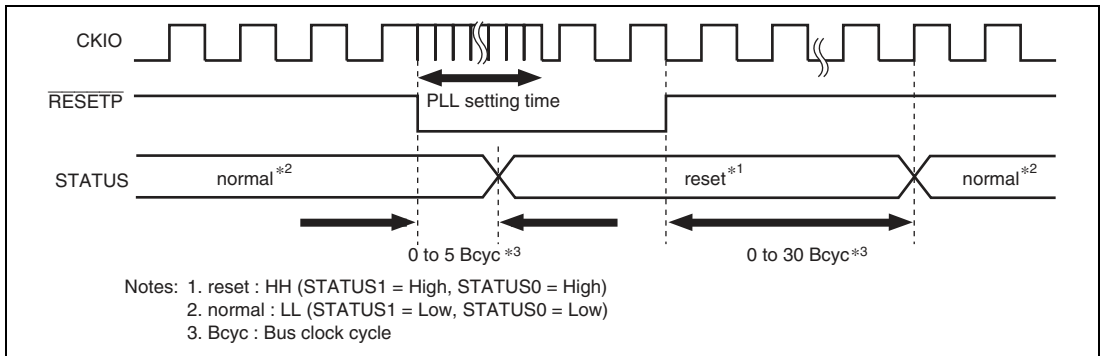 CKIO
PLL setting time
RESETP
STATUS
normal*2 reset*1 normal*2
0 to 5 Bcyc*3 0 to 30 Bcyc*3
Notes: 1. reset : HH (STATUS1 = High, STATUS0 = High)
2. normal : LL (STATUS1 = Low, STATUS0 = Low)
3. Bcyc : Bus clock cycle